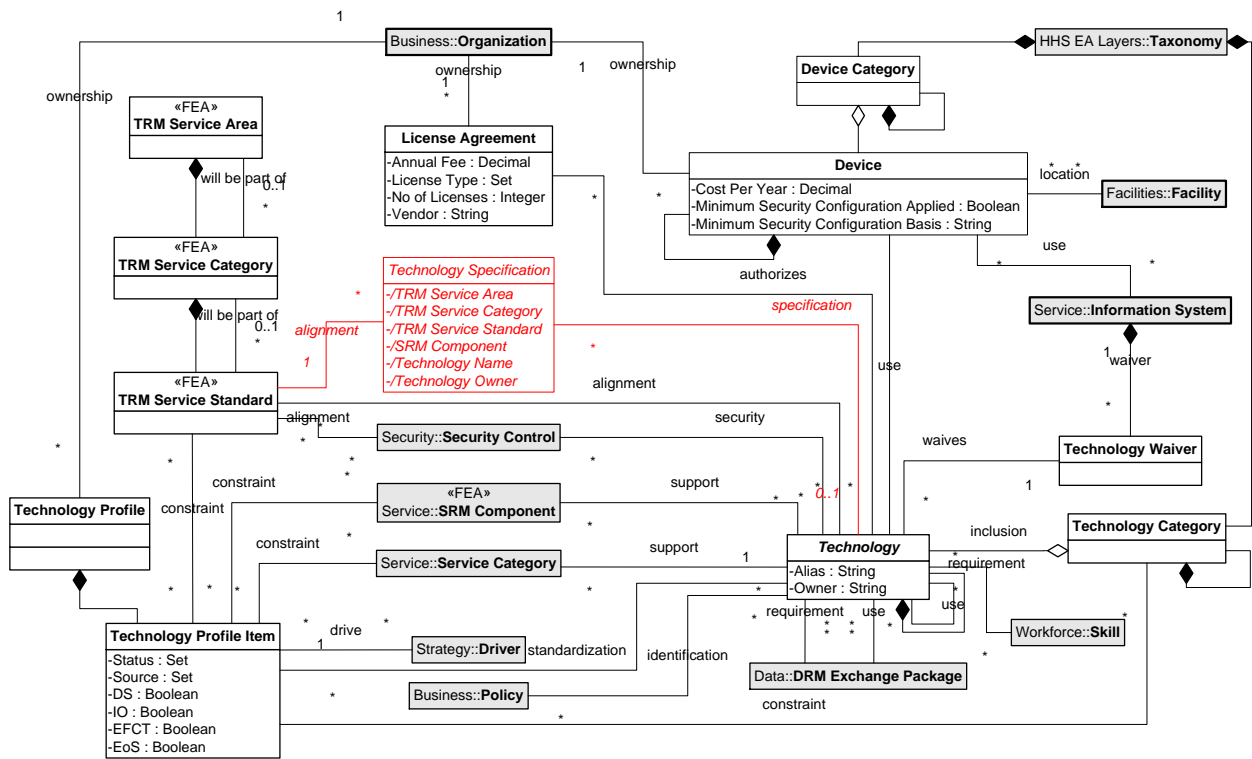 1
Business::Organization
HHS EA Layers::Taxonomy
ownership
1
ownership
Device Category
1
*
ownership
«FEA»
TRM Service Area
License Agreement
-Annual Fee : Decimal
-License Type : Set
-No of Licenses : Integer
-Vendor : String
Device
-Cost Per Year : Decimal
-Minimum Security Configuration Applied : Boolean
-Minimum Security Configuration Basis : String
* *
location
Facilities::Facility
will be part of
0..1
*
*
*
«FEA»
TRM Service Category
use
*
*
authorizes
Technology Specification
-/TRM Service Area
-/TRM Service Category
-/TRM Service Standard
-/SRM Component
-/Technology Name
-/Technology Owner
*
specification
Service::Information System
will be part of
0..1
*
alignment
1
*
1
waiver
use
«FEA»
TRM Service Standard
alignment
*
alignment
*
*
security
Security::Security Control
waives
Technology Waiver
*
*
*
*
*
constraint
support
*
*
*
*
*
0..1
*
1
constraint
«FEA»
Service::SRM Component
Technology Profile
*
*
inclusion
Technology Category
*
constraint
support
1
Technology
-Alias : String
-Owner : String
*
requirement
Service::Service Category
*
*
*
*
*
use
requirement
use
*
*
*
*
*
*
*
*
Technology Profile Item
-Status : Set
-Source : Set
-DS : Boolean
-IO : Boolean
-EFCT : Boolean
-EoS : Boolean
*
drive
*
1
Strategy::Driver
standardization
identification
Workforce::Skill
*
*
Data::DRM Exchange Package
*
Business::Policy
constraint
*